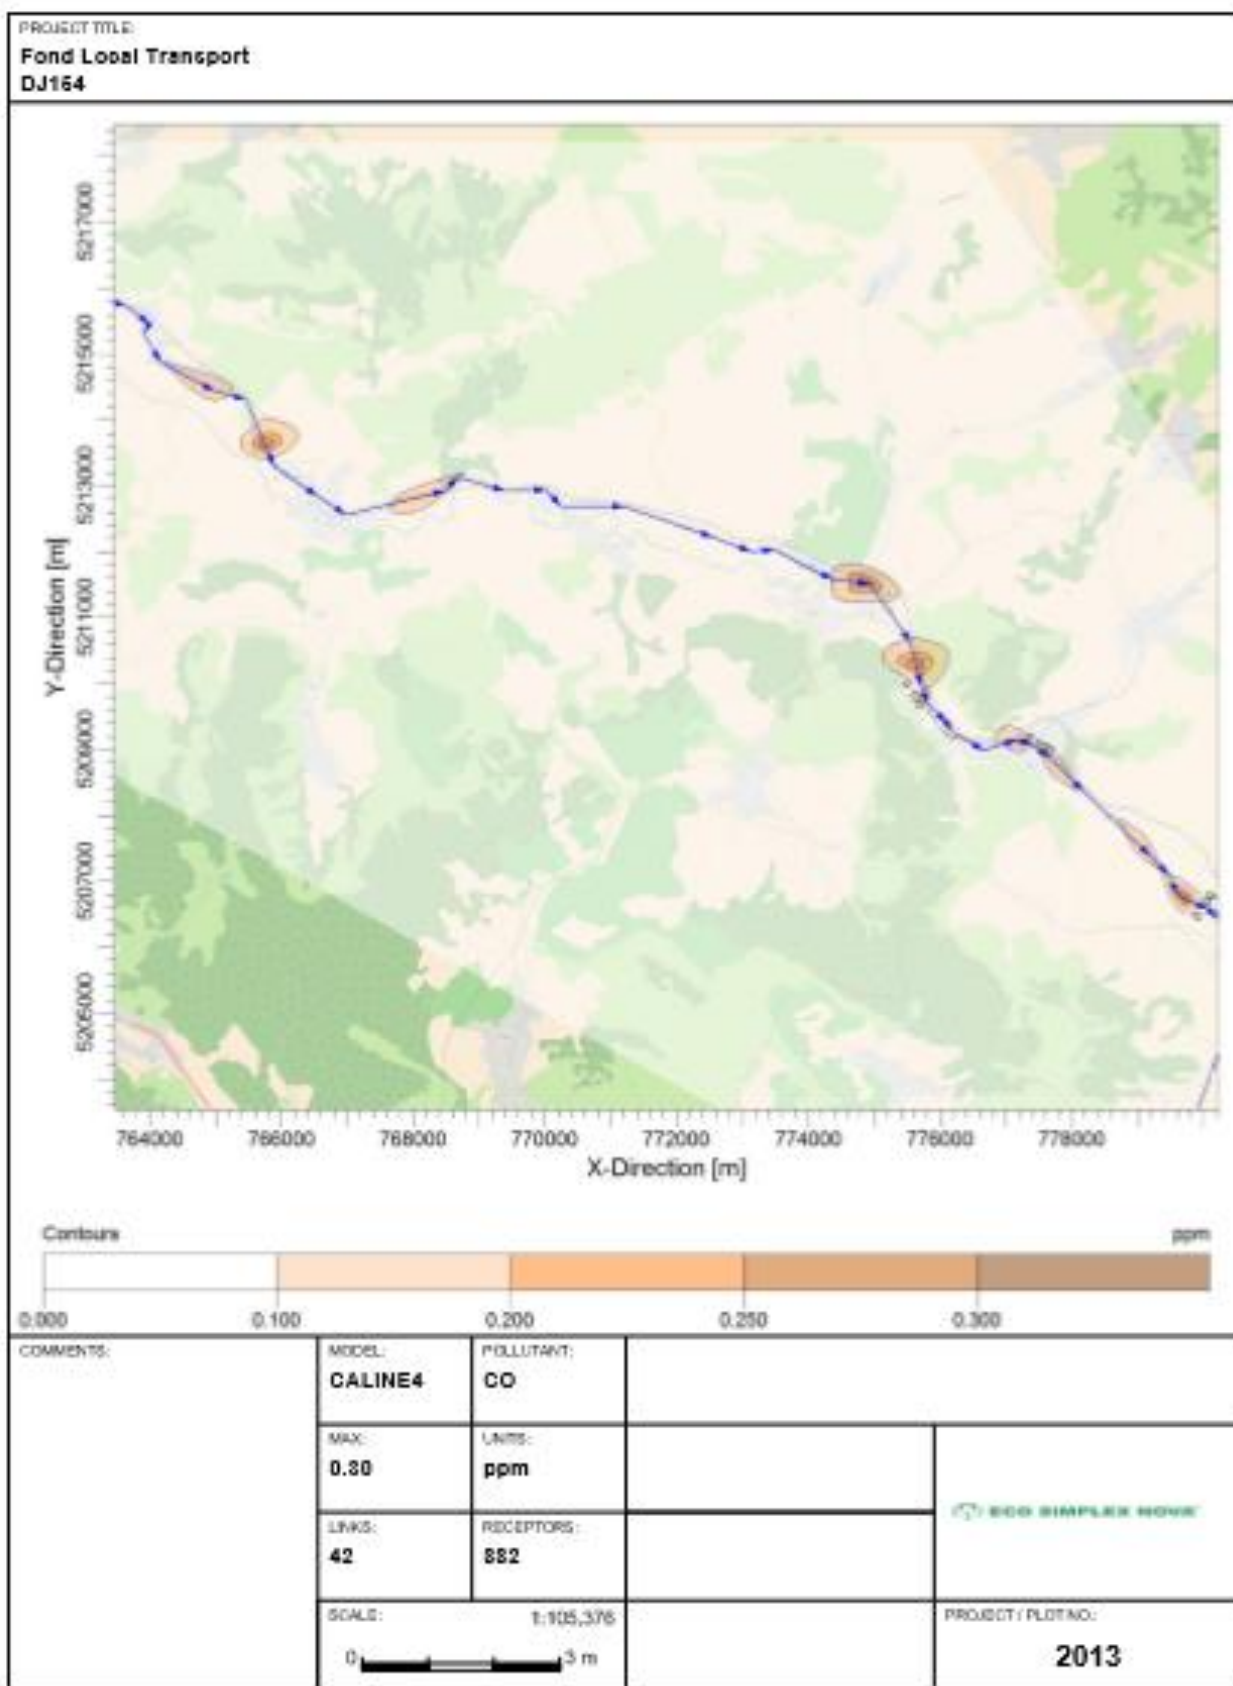 PROJECT TITLE:
Fond Local Transport
DJ164
Y-Direction [m]
5217000
5215000
5213000
5211000
5209000
5207000
5205000
764000 766000 768000 770000 772000 774000 776000 778000
X-Direction [m]
Contours ppm
0.000 0.100 0.200 0.250 0.300
COMMENTS:
MODEL: POLLUTANT:
CALINE4 CO
MAX: UNITS:
0.30 ppm
LINKS: RECEPTORS:
42 882
ECO SIMPLEX NOVA
SCALE: 1:105,376
0 3 m
PROJECT / PLOT NO.:
2013